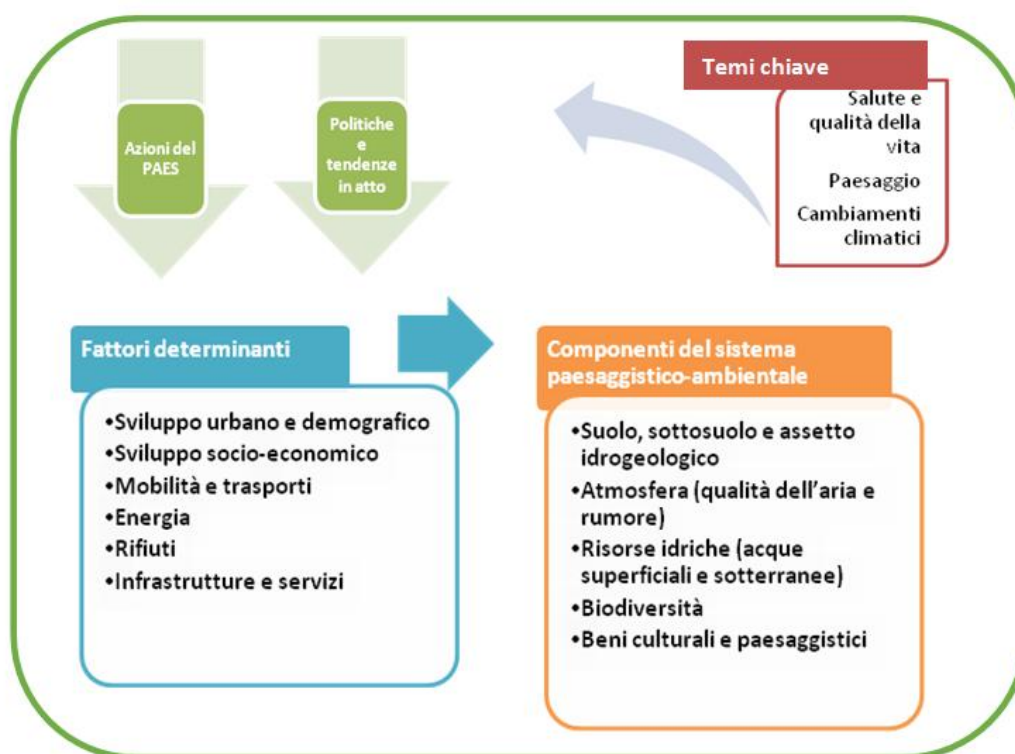 Azioni del
PAES
Politiche
e
tendenze
in atto
Temi chiave
Salute e
qualità della
vita
Paesaggio
Cambiamenti
climatici
Fattori determinanti
•Sviluppo urbano e demografico
•Sviluppo socio-economico
•Mobilità e trasporti
•Energia
•Rifiuti
•Infrastrutture e servizi
Componenti del sistema
paesaggistico-ambientale
•Suolo, sottosuolo e assetto
idrogeologico
•Atmosfera (qualità dell'aria e
rumore)
•Risorse idriche (acque
superficiali e sotterranee)
•Biodiversità
•Beni culturali e paesaggistici